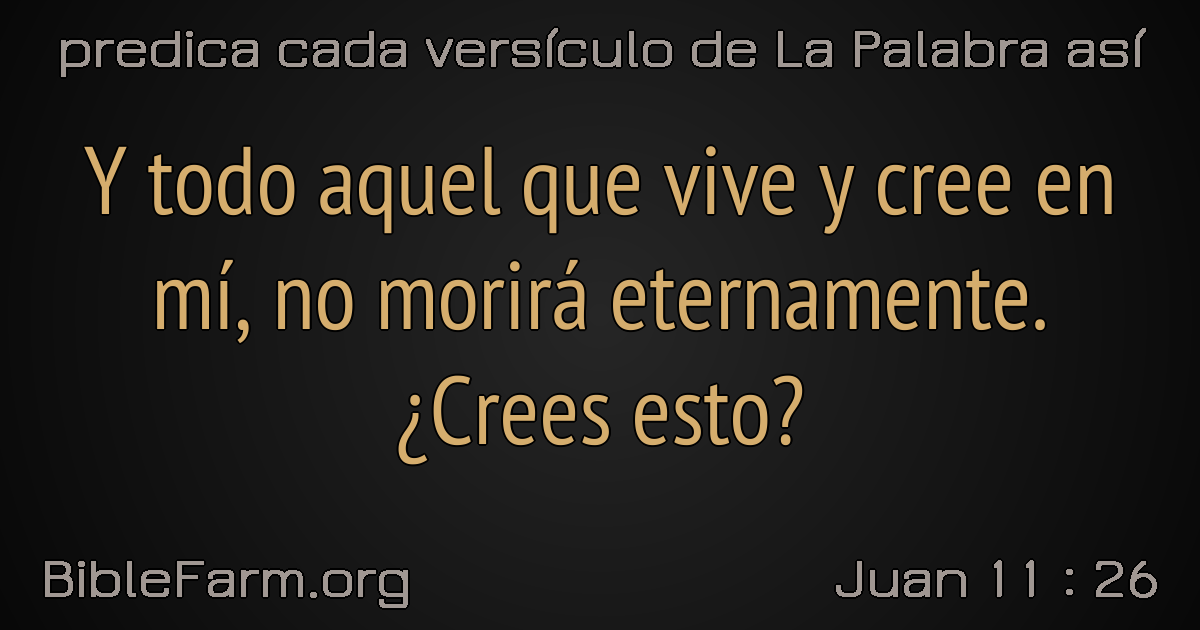 predica cada versículo de La Palabra así
Y todo aquel que vive y cree en
mí, no morirá eternamente.
¿Crees esto?
BibleFarm.org
Juan 11 : 26